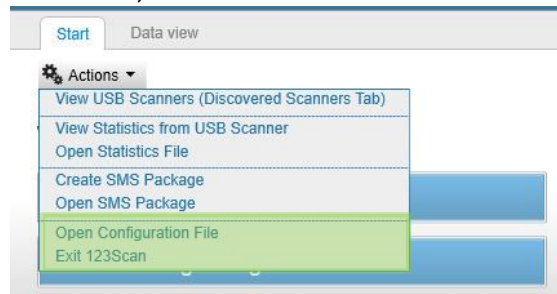 Start Data view
Actions
View USB Scanners (Discovered Scanners Tab)
View Statistics from USB Scanner
Open Statistics File
Create SMS Package
Open SMS Package
Open Configuration File
Exit 123Scan